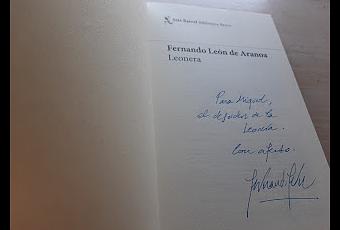 Seix Barral Biblioteca Breve
Fernando León de Aranoa
Leonera
Para Miguel,
el defensor de la
Leonera.
Con afecto.